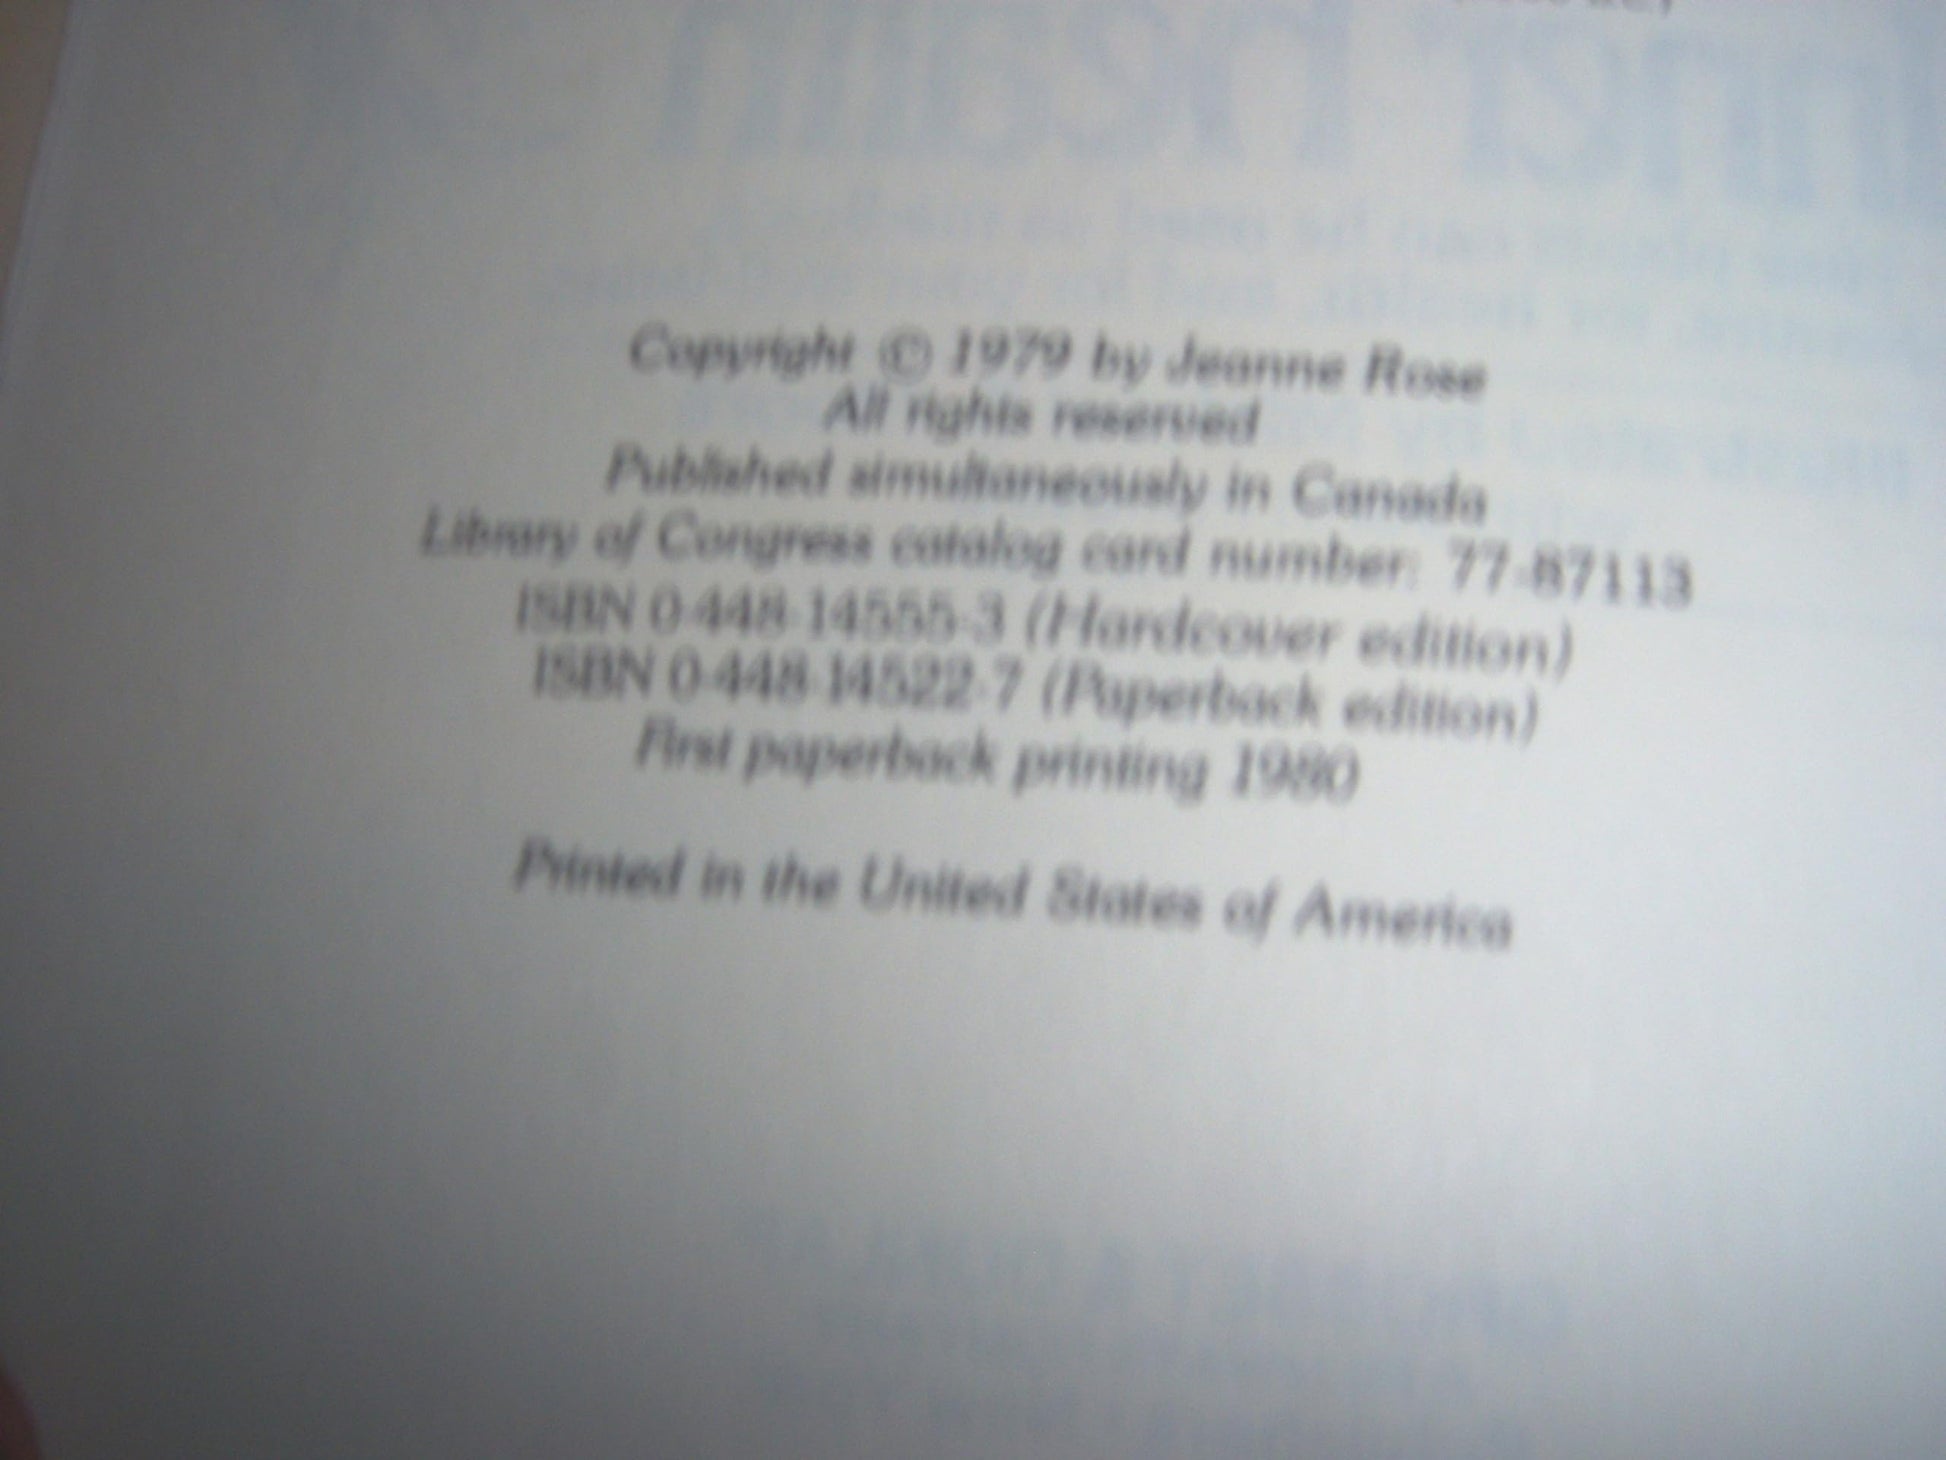 Copyright © 1979 by Jeanne Rose
All rights reserved
Published simultaneously in Canada
Library of Congress catalog card number: 77-87113
ISBN 0-448-14555-3 (Hardcover edition)
ISBN 0-448-14522-7 (Paperback edition)
First paperback printing 1980
Printed in the United States of America